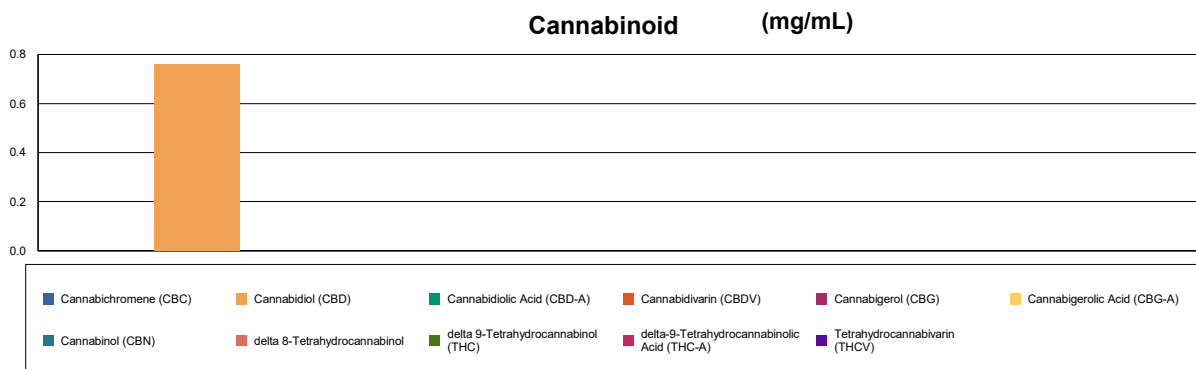 Cannabinoid (mg/mL)
0.8
0.6
0.4
0.2
0.0
Cannabichromene (CBC)
Cannabidiol (CBD)
Cannabidiolic Acid (CBD-A)
Cannabidivarin (CBDV)
Cannabigerol (CBG)
Cannabigerolic Acid (CBG-A)
Cannabinol (CBN)
delta 8-Tetrahydrocannabinol
delta 9-Tetrahydrocannabinol
(THC)
delta-9-Tetrahydrocannabinolic
Acid (THC-A)
Tetrahydrocannabivarin
(THCV)